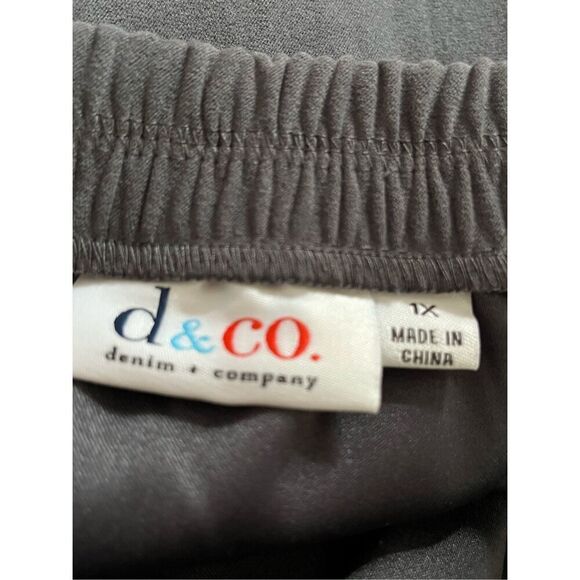 d&co.
denim + company
1X
MADE IN
CHINA